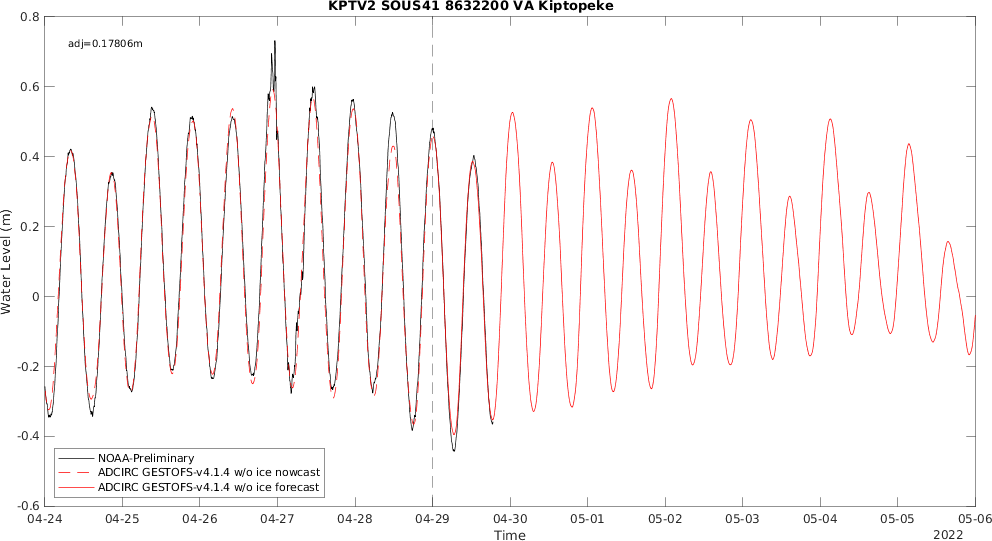 KPTV2 SOUS41 8632200 VA Kiptopeke
adj=0.17806m
0.8
0.6
0.4
0.2
0
-0.2
-0.4
-0.6
Water Level (m)
NOAA-Preliminary
ADCIRC GESTOFS-v4.1.4 w/o ice nowcast
ADCIRC GESTOFS-v4.1.4 w/o ice forecast
04-24 04-25 04-26 04-27 04-28 04-29 04-30 05-01 05-02 05-03 05-04 05-05 05-06
Time
2022